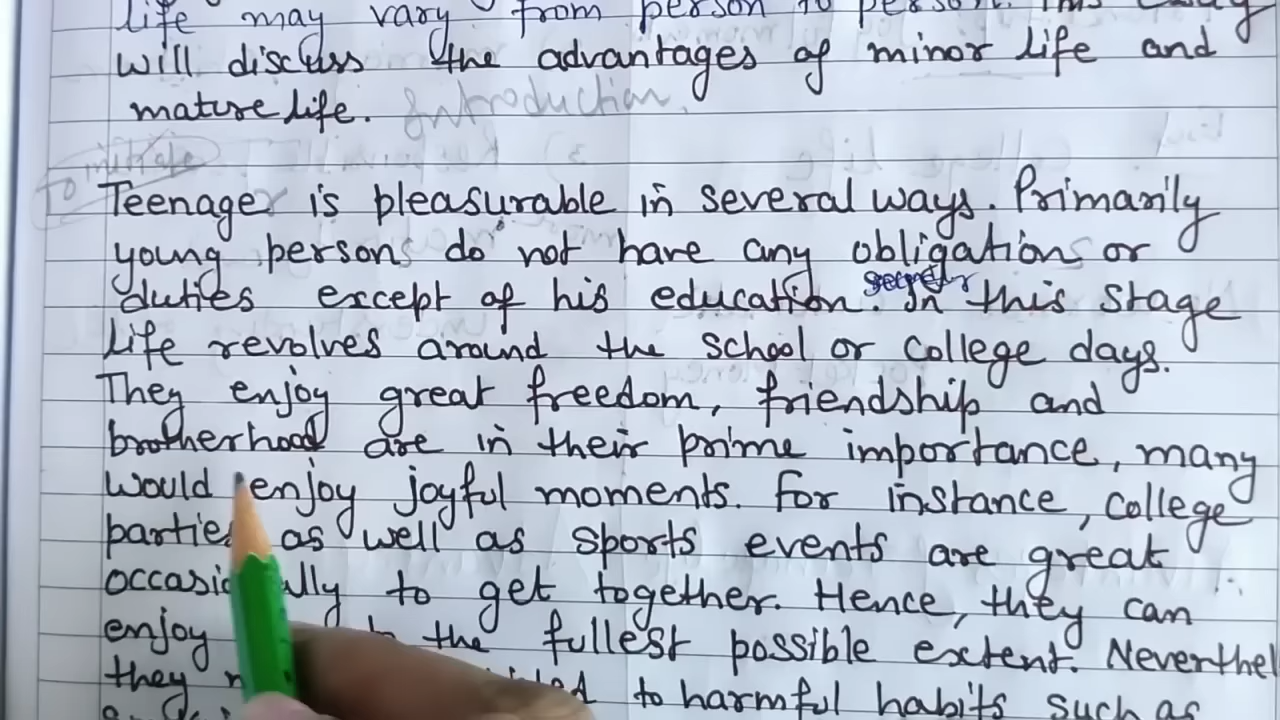 life may vary from person to person. This essay
will discuss the advantages of minor life and
mature life. Introduction.
Teenager is pleasurable in several ways. Primarily
young persons do not have any obligations or
duties except of his education. In this stage
life revolves around the school or college days.
They enjoy great freedom, friendship and
brotherhood are in their prime importance, many
would enjoy joyful moments. For instance, college
parties as well as sports events are great
occasionally to get together. Hence, they can
enjoy the fullest possible extent. Neverthel
they to harmful habits such as